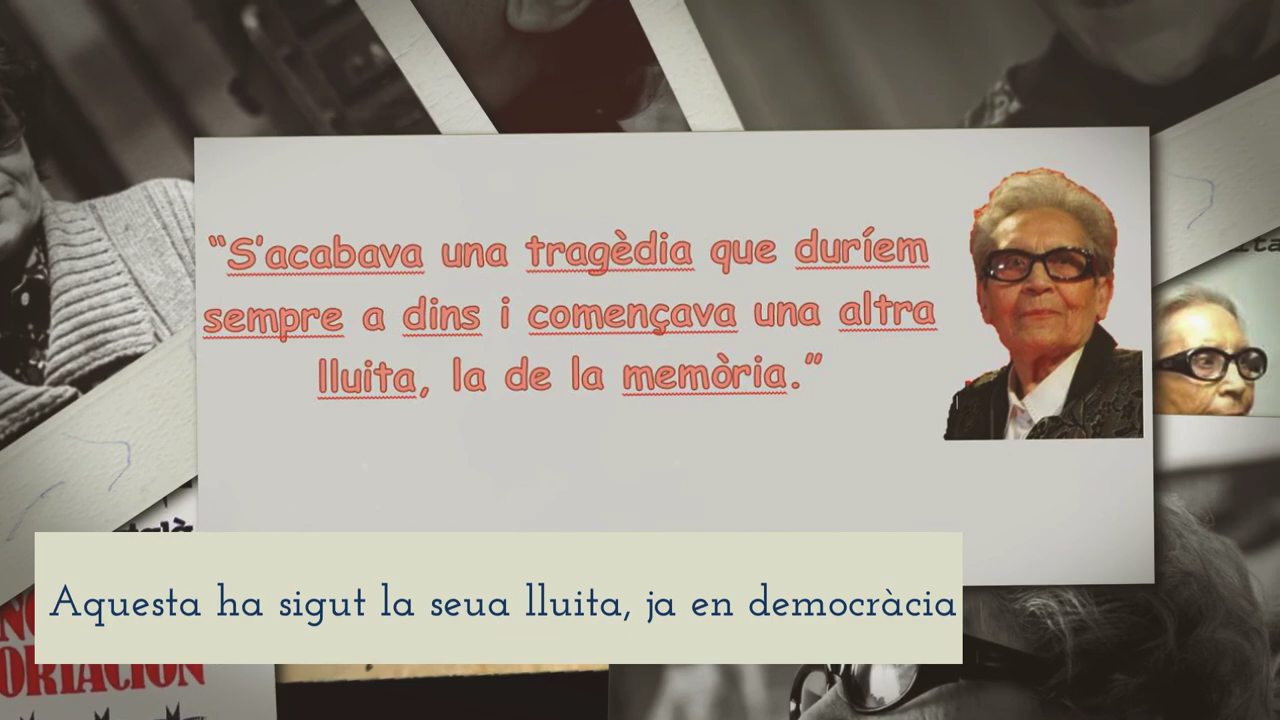 “S'acabava una tragèdia que duríem
sempre a dins i començava una altra
lluita, la de la memòria.”
Aquesta ha sigut la seua lluita, ja en democràcia